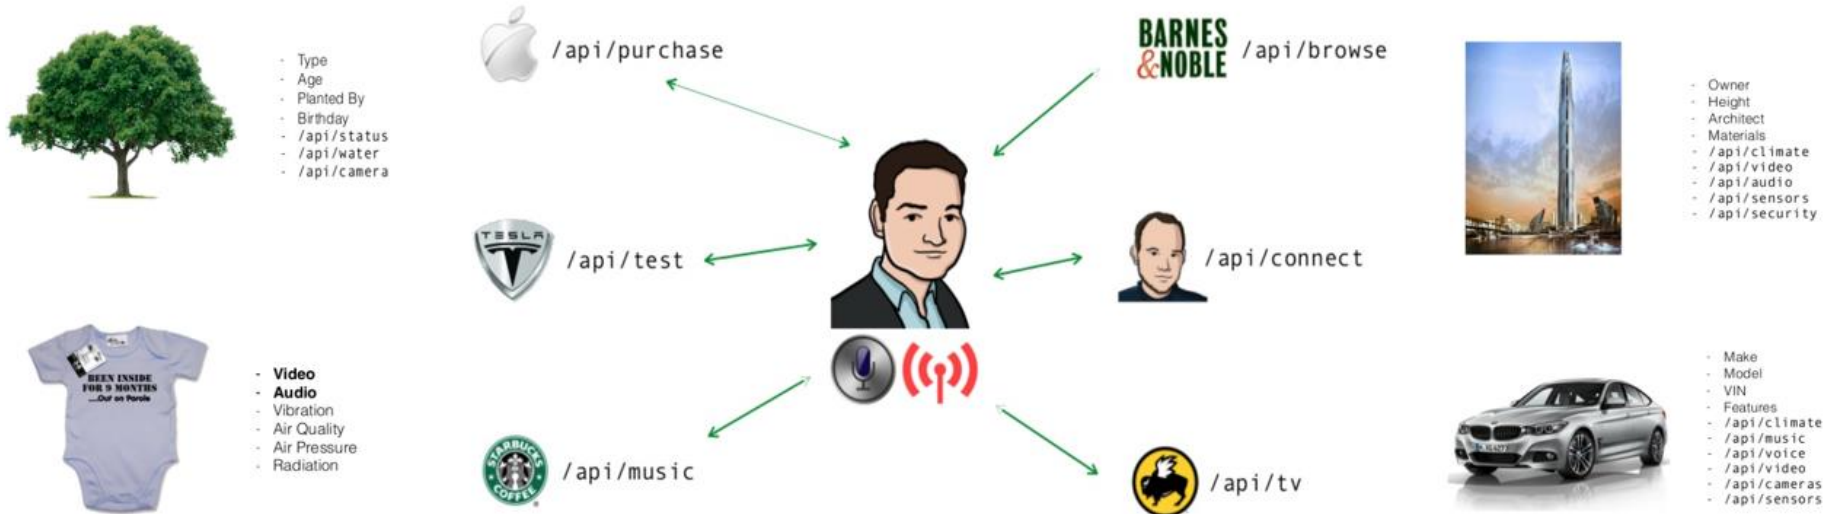 - Type
- Age
- Planted By
- Birthday
- /api/status
- /api/water
- /api/camera
/api/purchase
BARNES
&NOBLE
/api/browse
- Owner
- Height
- Architect
- Materials
- /api/climate
- /api/video
- /api/audio
- /api/sensors
- /api/security
TESLA
/api/test
/api/connect
BEEN INSIDE
FOR 9 MONTHS
....Out on Parole
- Video
- Audio
- Vibration
- Air Quality
- Air Pressure
- Radiation
STARBUCKS
COFFEE
/api/music
/api/tv
- Make
- Model
- VIN
- Features
- /api/climate
- /api/music
- /api/voice
- /api/video
- /api/cameras
- /api/sensors